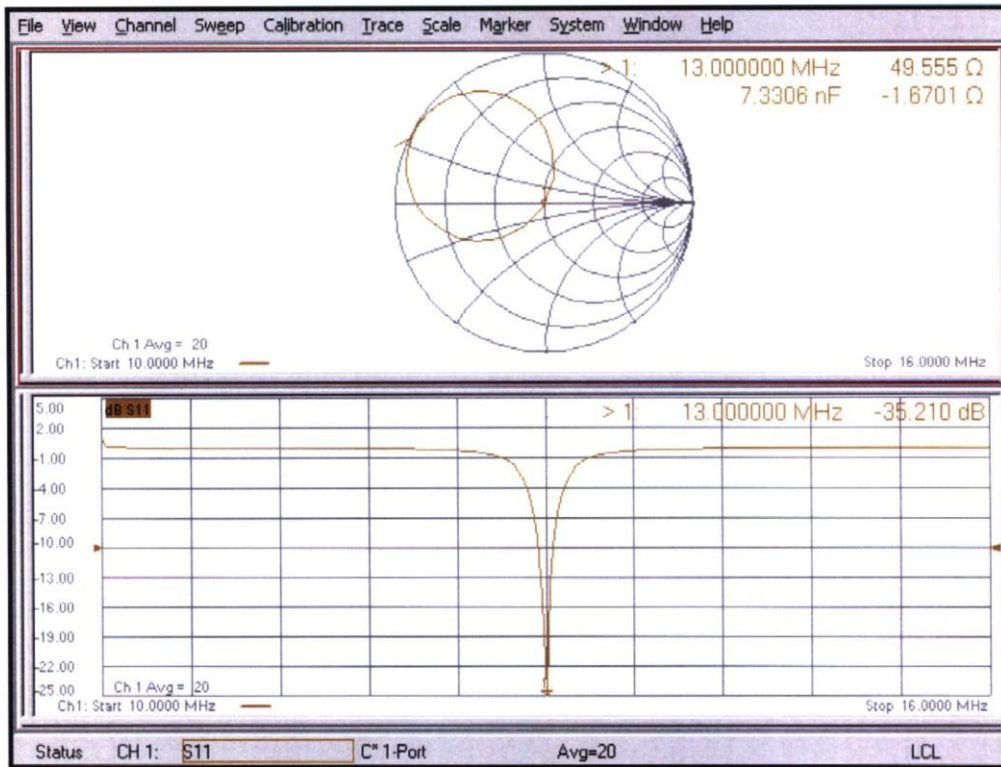 File View Channel Sweep Calibration Trace Scale Marker System Window Help
> 1: 13.000000 MHz 49.555 Ω
7.3306 nF -1.6701 Ω
Ch 1 Avg = 20
Ch1: Start 10.0000 MHz Stop 16.0000 MHz
5.00 dB S11 > 1: 13.000000 MHz -35.210 dB
2.00
-1.00
-4.00
-7.00
-10.00
-13.00
-16.00
-19.00
-22.00
-25.00 Ch 1 Avg = 20
Ch1: Start 10.0000 MHz Stop 16.0000 MHz
Status CH 1: S11 C* 1-Port Avg=20 LCL